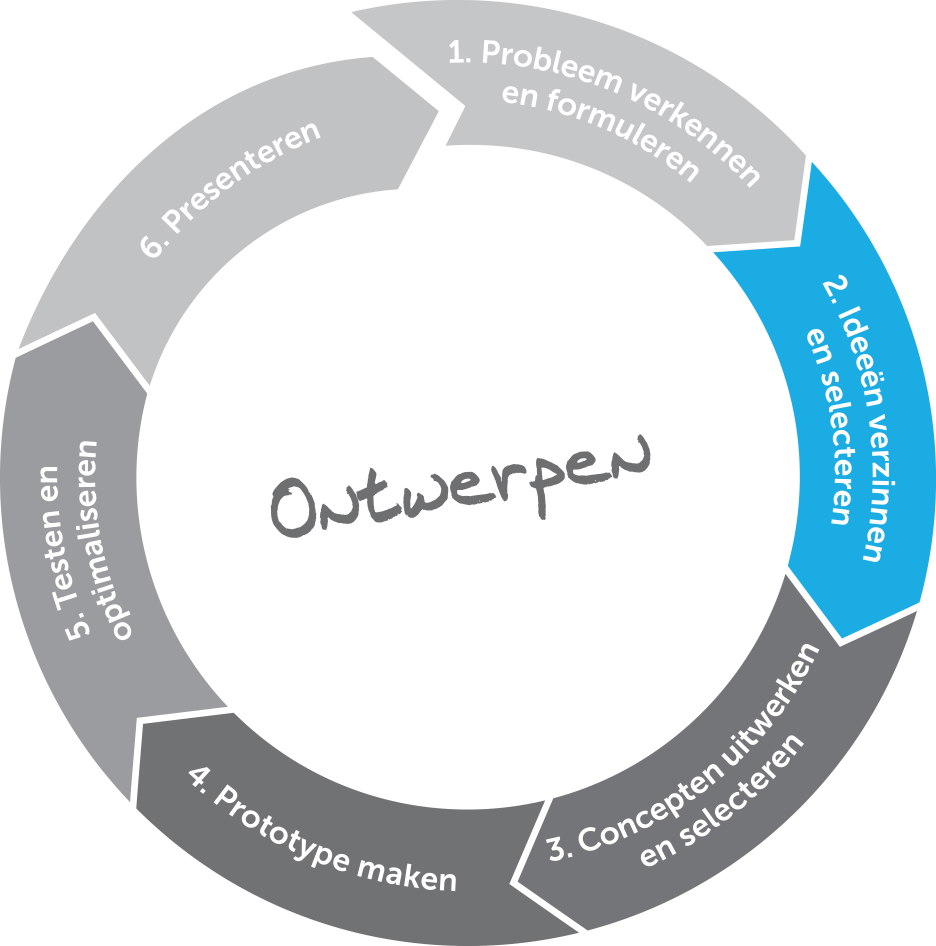 1. Probleem verkennen
en formuleren
2. Ideeën verzinnen
en selecteren
3. Concepten uitwerken
en selecteren
4. Prototype maken
5. Testen en
optimaliseren
6. Presenteren
Ontwerpen